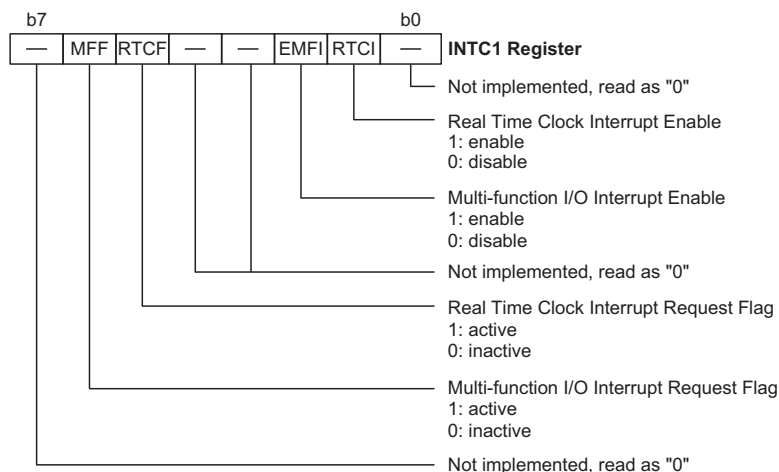 b7 b0
— MFF RTCF — — EMFI RTCI — INTC1 Register
Not implemented, read as "0"
Real Time Clock Interrupt Enable
1: enable
0: disable
Multi-function I/O Interrupt Enable
1: enable
0: disable
Not implemented, read as "0"
Real Time Clock Interrupt Request Flag
1: active
0: inactive
Multi-function I/O Interrupt Request Flag
1: active
0: inactive
Not implemented, read as "0"